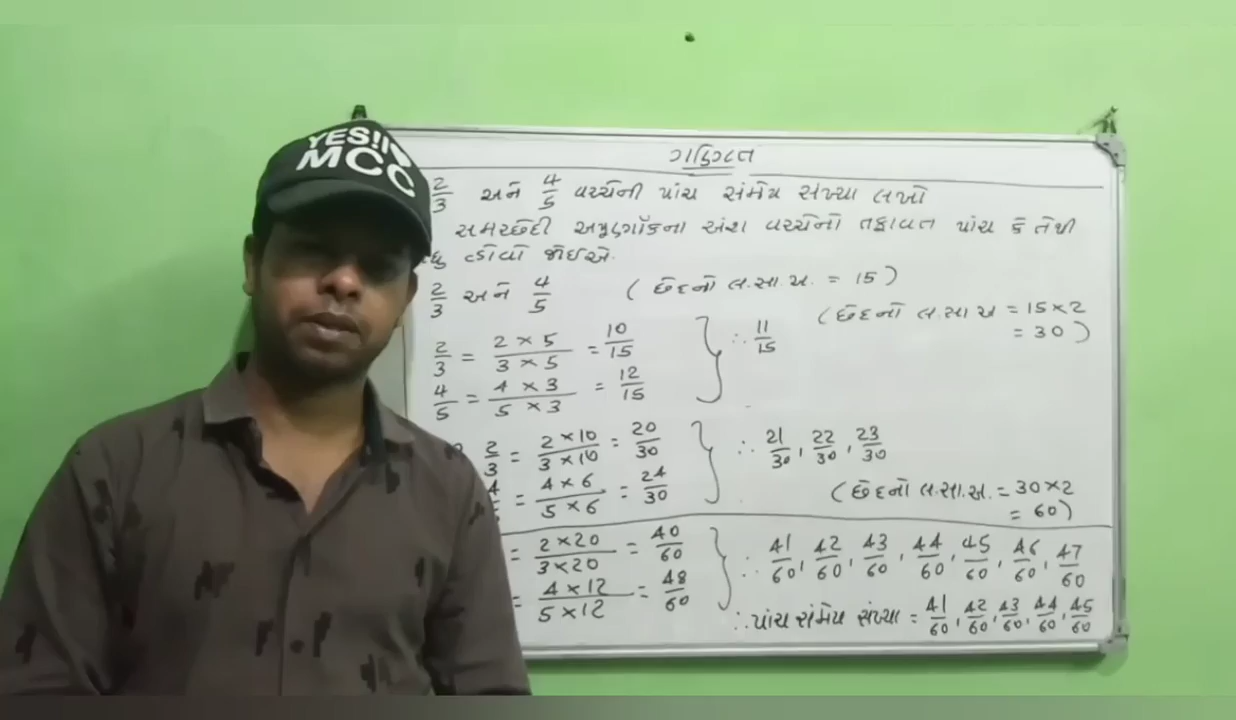 YES!!
MCC
ગણિત
2/3 અને 4/5 વચ્ચેની પાંચ સંમેય સંખ્યા લખો
સમચ્છેદી અપૂર્ણાંકના અંશ વચ્ચેનો તફાવત પાંચ કે તેથી
હોવો જોઈએ.
2/3 અને 4/5 (છેદનો લ.સા.અ. = 15)
(છેદનો લ.સા.અ = 15×2
= 30)
2/3 = 2 × 5/3 × 5 = 10/15 } ∴ 11/15
4/5 = 4 × 3/5 × 3 = 12/15
2/3 = 2 × 10/3 × 10 = 20/30 } ∴ 21/30, 22/30, 23/30
4/ = 4 × 6/5 × 6 = 24/30
(છેદનો લ.સા.અ. = 30×2
= 60)
= 2 × 20/3 × 20 = 40/60 } ∴ 41/60, 42/60, 43/60, 44/60, 45/60, 46/60, 47/60
= 4 × 12/5 × 12 = 48/60
∴ પાંચ સંમેય સંખ્યા = 41/60, 42/60, 43/60, 44/60, 45/60